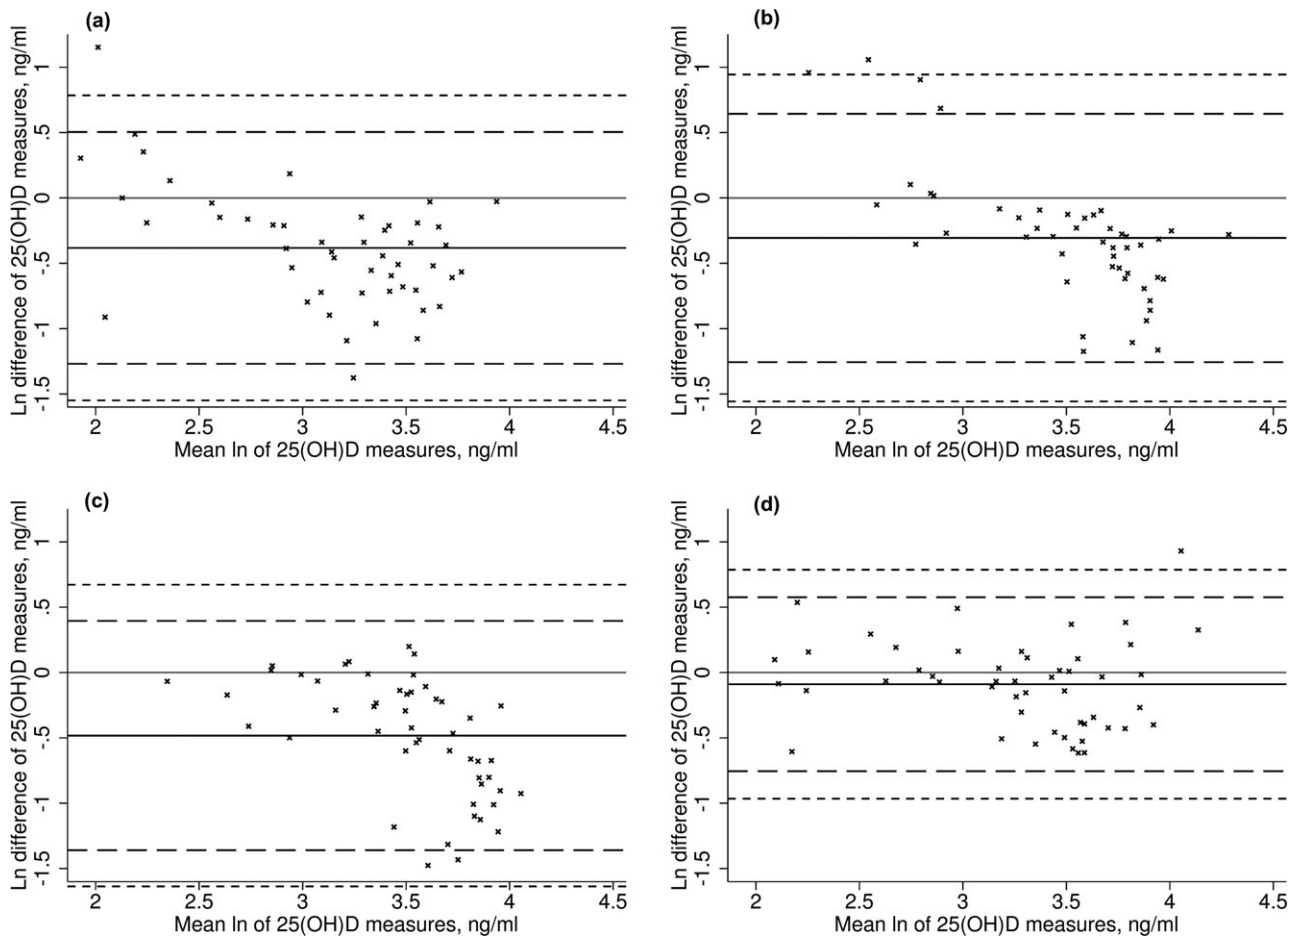 (a)
Ln difference of 25(OH)D measures, ng/ml
1
.5
0
-.5
-1
-1.5
2 2.5 3 3.5 4 4.5
Mean ln of 25(OH)D measures, ng/ml
(b)
Ln difference of 25(OH)D measures, ng/ml
1
.5
0
-.5
-1
-1.5
2 2.5 3 3.5 4 4.5
Mean ln of 25(OH)D measures, ng/ml
(c)
Ln difference of 25(OH)D measures, ng/ml
1
.5
0
-.5
-1
-1.5
2 2.5 3 3.5 4 4.5
Mean ln of 25(OH)D measures, ng/ml
(d)
Ln difference of 25(OH)D measures, ng/ml
1
.5
0
-.5
-1
-1.5
2 2.5 3 3.5 4 4.5
Mean ln of 25(OH)D measures, ng/ml